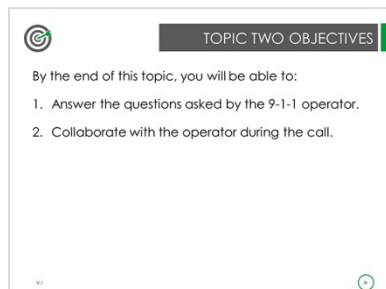 TOPIC TWO OBJECTIVES
By the end of this topic, you will be able to:
1. Answer the questions asked by the 9-1-1 operator.
2. Collaborate with the operator during the call.